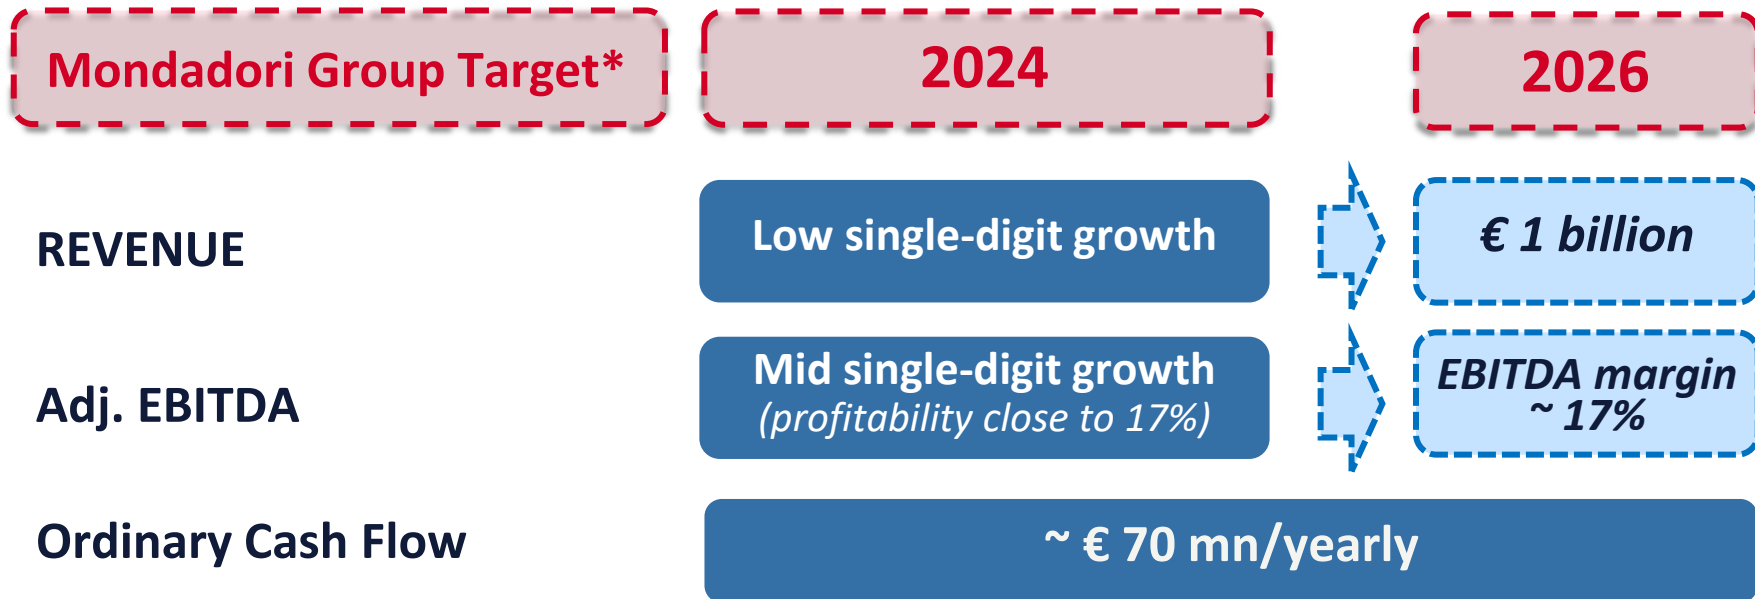 Mondadori Group Target*
2024
2026
REVENUE
Low single-digit growth
€ 1 billion
Adj. EBITDA
Mid single-digit growth
(profitability close to 17%)
EBITDA margin
~ 17%
Ordinary Cash Flow
~ € 70 mn/yearly